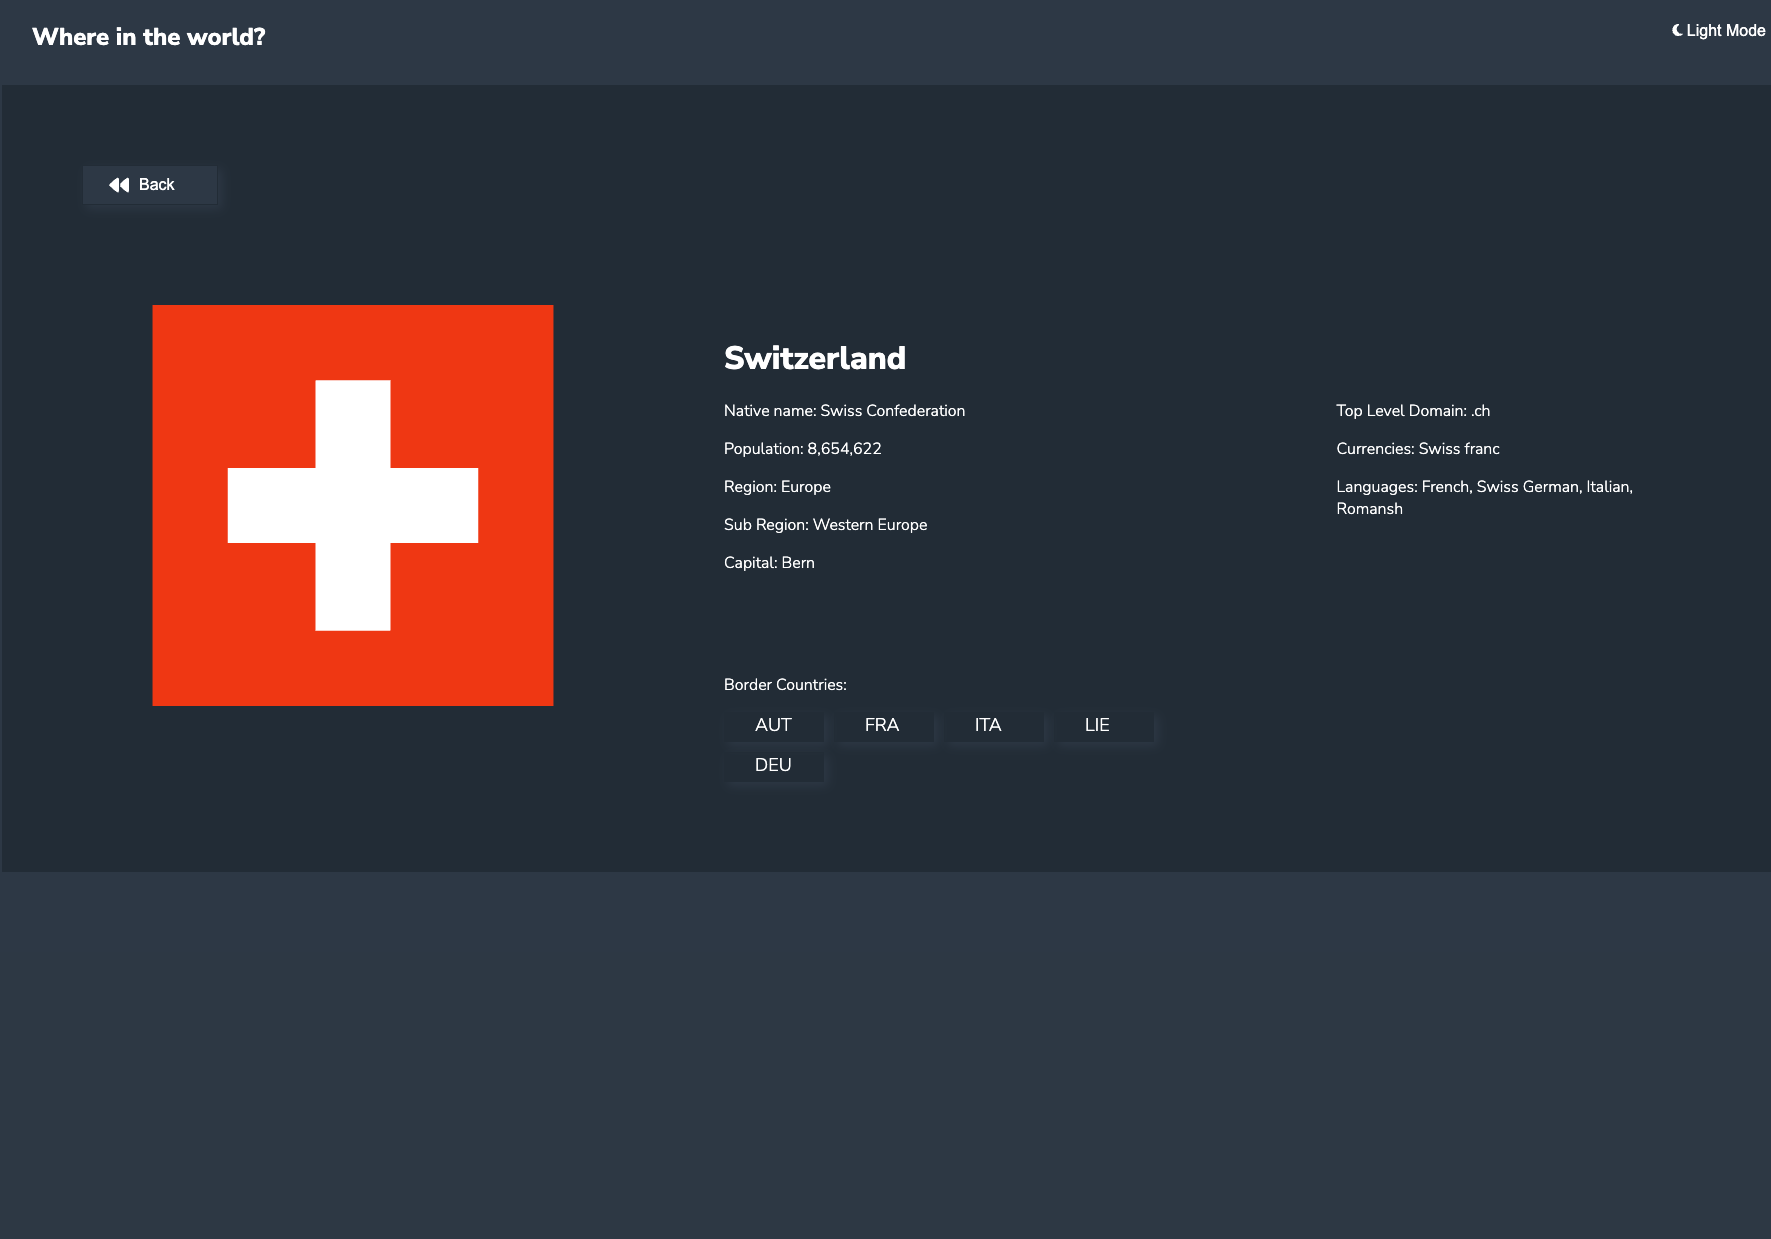 Where in the world?
Light Mode
Back
Switzerland
Native name: Swiss Confederation
Population: 8,654,622
Region: Europe
Sub Region: Western Europe
Capital: Bern
Top Level Domain: .ch
Currencies: Swiss franc
Languages: French, Swiss German, Italian,
Romansh
Border Countries:
AUT FRA ITA LIE
DEU